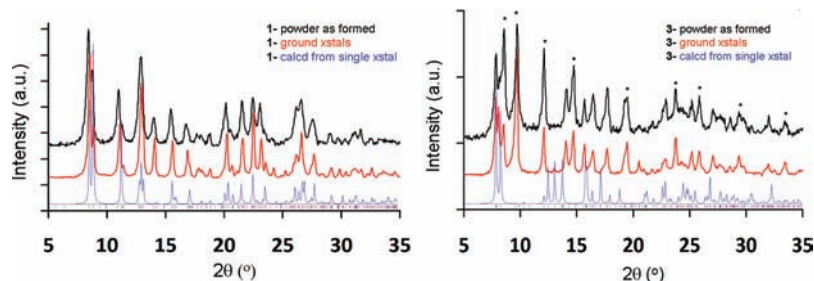 Intensity (a.u.)
1- powder as formed
1- ground xstals
1- calcd from single xstal
5 10 15 20 25 30 35
2θ (°)
Intensity (a.u.)
3- powder as formed
3- ground xstals
3- calcd from single xstal
* * * * * * * * *
5 10 15 20 25 30 35
2θ (°)